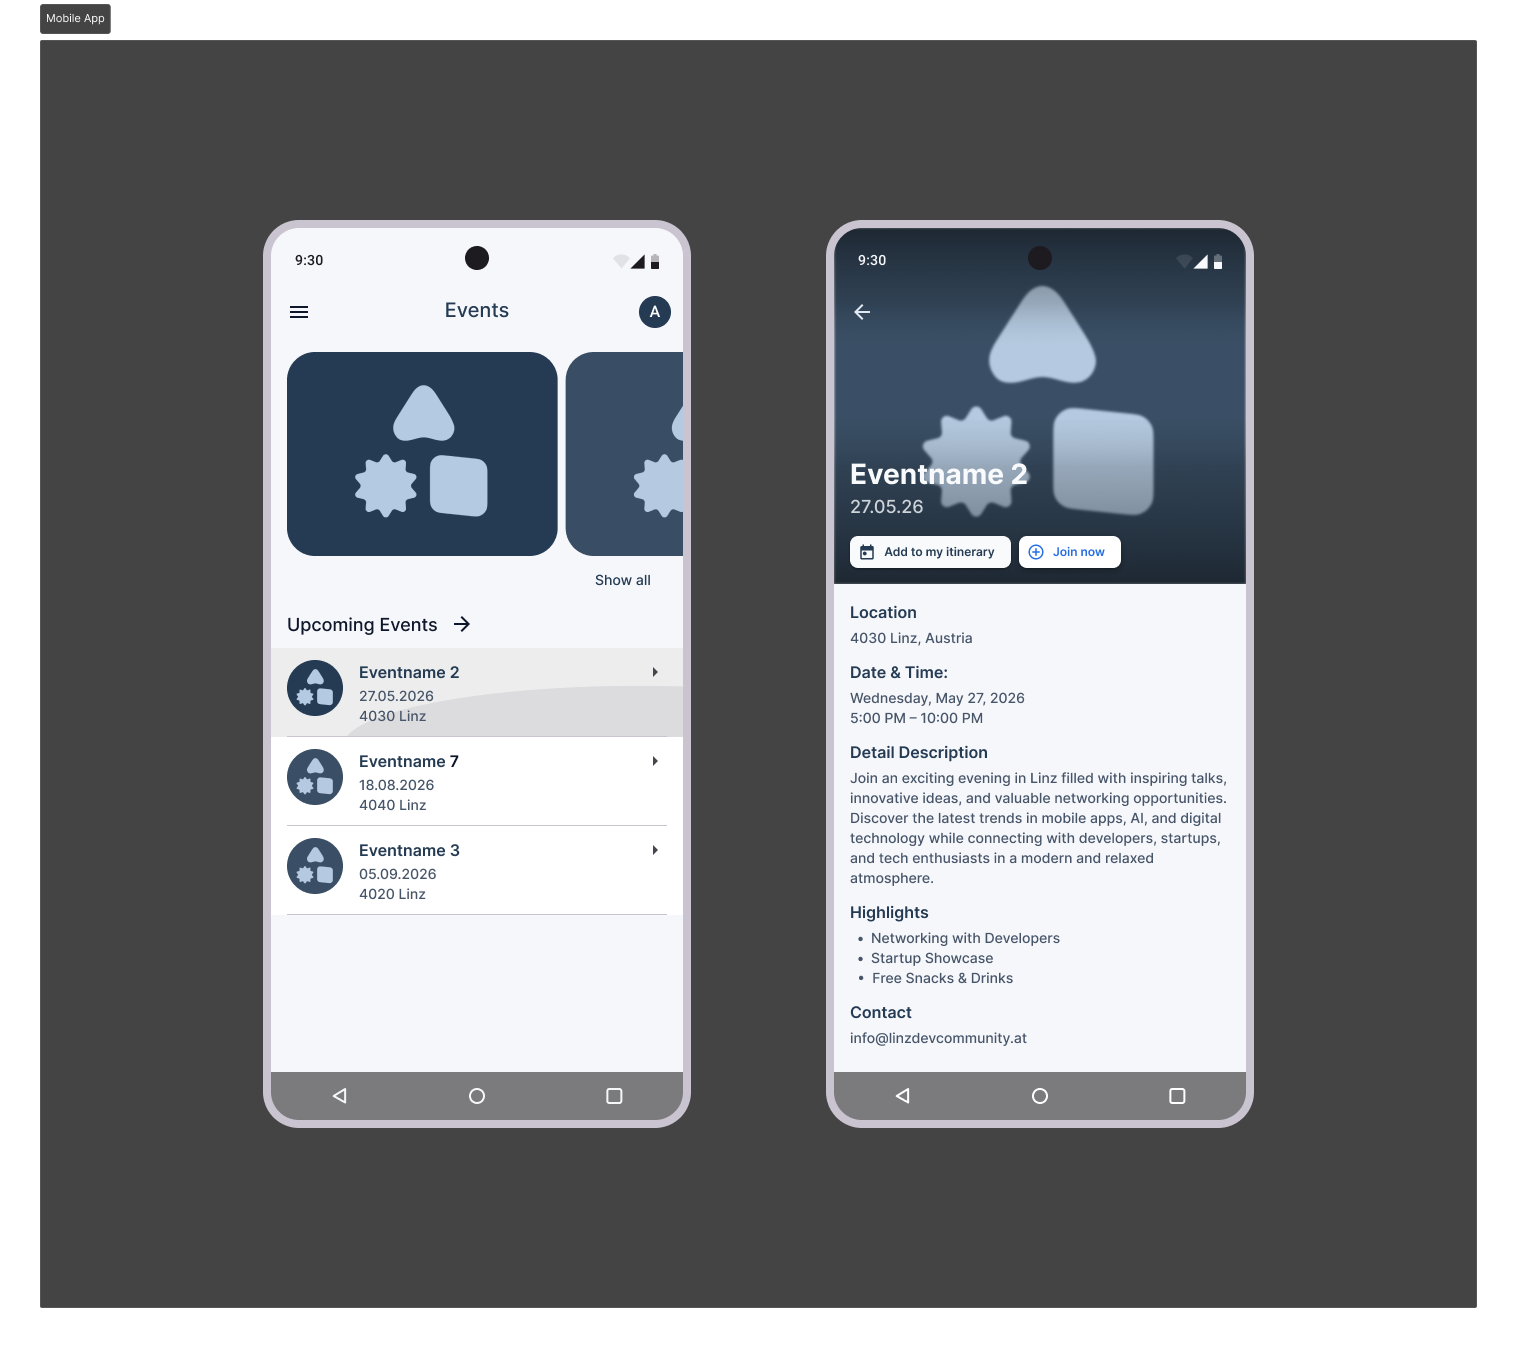 Mobile App
9:30
Events
A
Show all
Upcoming Events
Eventname 2
27.05.2026
4030 Linz
Eventname 7
18.08.2026
4040 Linz
Eventname 3
05.09.2026
4020 Linz
9:30
Eventname 2
27.05.26
Add to my itinerary
Join now
Location
4030 Linz, Austria
Date & Time:
Wednesday, May 27, 2026
5:00 PM – 10:00 PM
Detail Description
Join an exciting evening in Linz filled with inspiring talks,
innovative ideas, and valuable networking opportunities.
Discover the latest trends in mobile apps, AI, and digital
technology while connecting with developers, startups,
and tech enthusiasts in a modern and relaxed
atmosphere.
Highlights
• Networking with Developers
• Startup Showcase
• Free Snacks & Drinks
Contact
info@linzdevcommunity.at